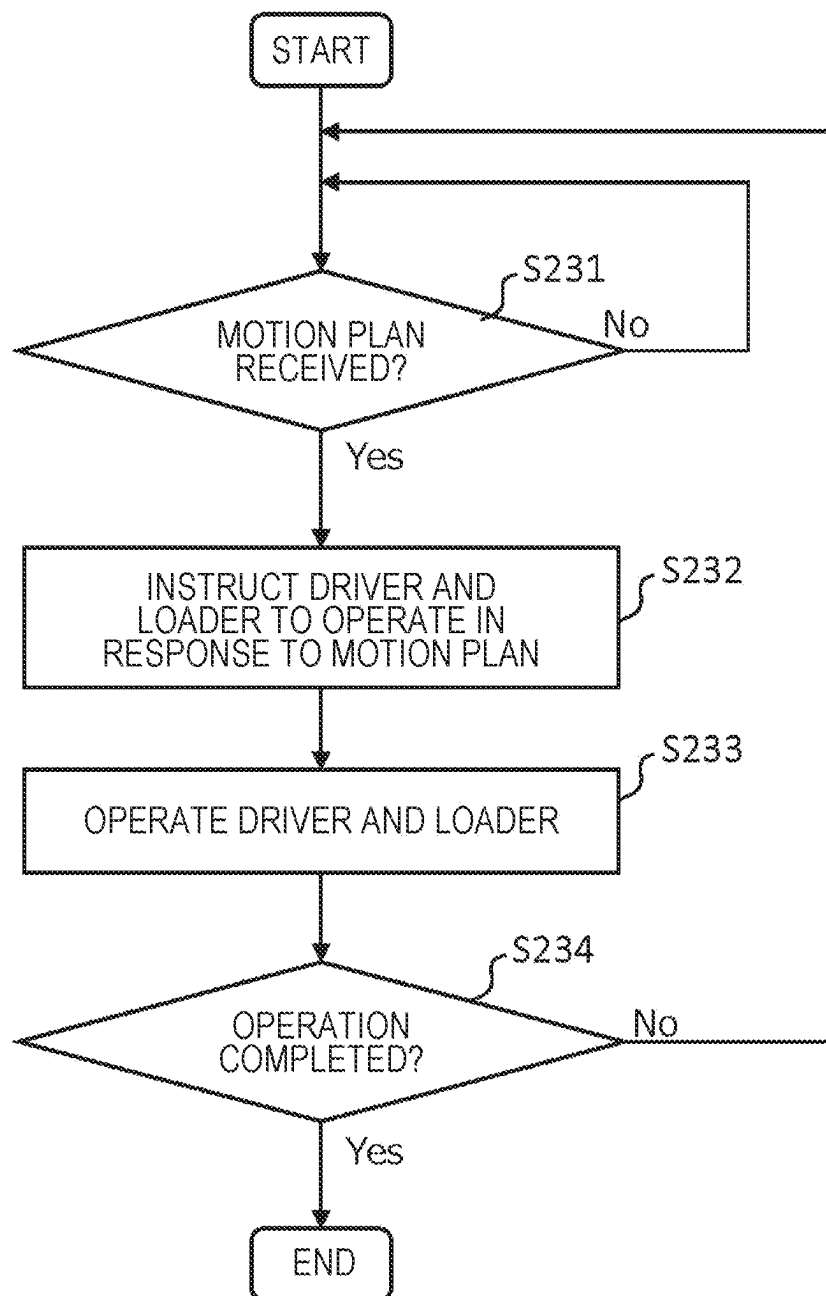 START
S231
MOTION PLAN
RECEIVED?
No
Yes
S232
INSTRUCT DRIVER AND
LOADER TO OPERATE IN
RESPONSE TO MOTION PLAN
S233
OPERATE DRIVER AND LOADER
S234
OPERATION
COMPLETED?
No
Yes
END